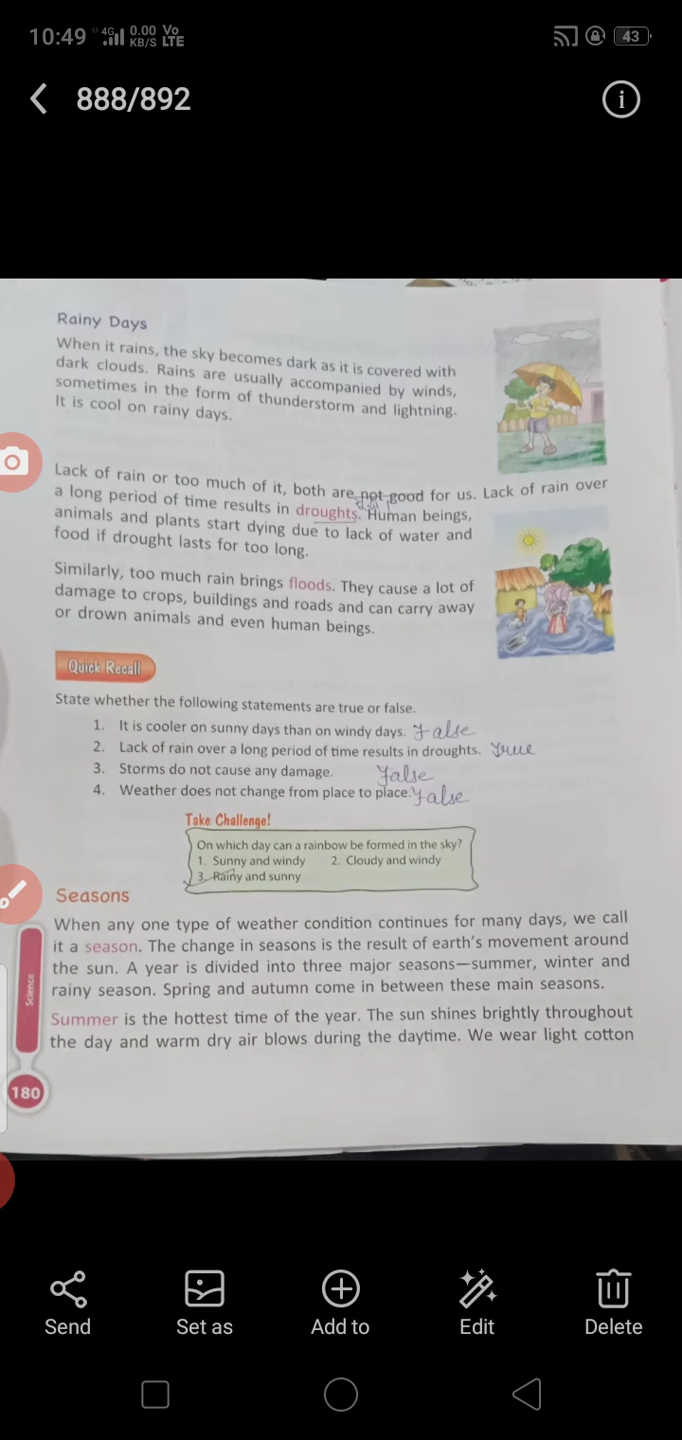 10:49 4G 0.00 KB/S Vo LTE 43
888/892
Rainy Days
When it rains, the sky becomes dark as it is covered with
dark clouds. Rains are usually accompanied by winds,
sometimes in the form of thunderstorm and lightning.
It is cool on rainy days.
Lack of rain or too much of it, both are not good for us. Lack of rain over
a long period of time results in droughts. Human beings,
animals and plants start dying due to lack of water and
food if drought lasts for too long.
Similarly, too much rain brings floods. They cause a lot of
damage to crops, buildings and roads and can carry away
or drown animals and even human beings.
Quick Recall
State whether the following statements are true or false.
1. It is cooler on sunny days than on windy days. False
2. Lack of rain over a long period of time results in droughts. True
3. Storms do not cause any damage. False
4. Weather does not change from place to place. False
Take Challenge!
On which day can a rainbow be formed in the sky?
1. Sunny and windy 2. Cloudy and windy
3. Rainy and sunny
Seasons
When any one type of weather condition continues for many days, we call
it a season. The change in seasons is the result of earth's movement around
the sun. A year is divided into three major seasons—summer, winter and
rainy season. Spring and autumn come in between these main seasons.
Summer is the hottest time of the year. The sun shines brightly throughout
the day and warm dry air blows during the daytime. We wear light cotton
Science
180
Send Set as Add to Edit Delete